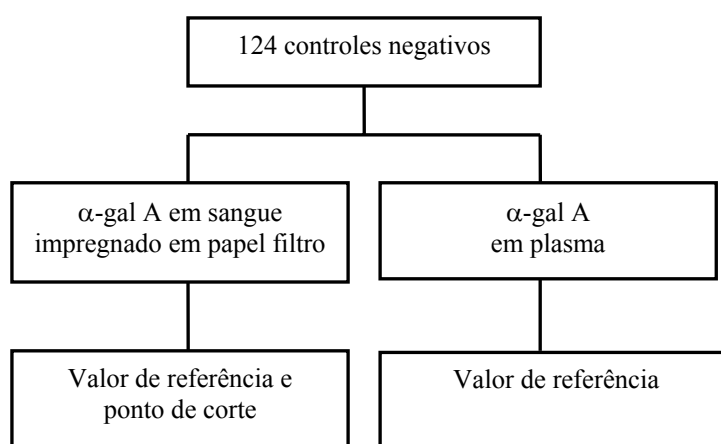 124 controles negativos
α-gal A em sangue
impregnado em papel filtro
α-gal A
em plasma
Valor de referência e
ponto de corte
Valor de referência